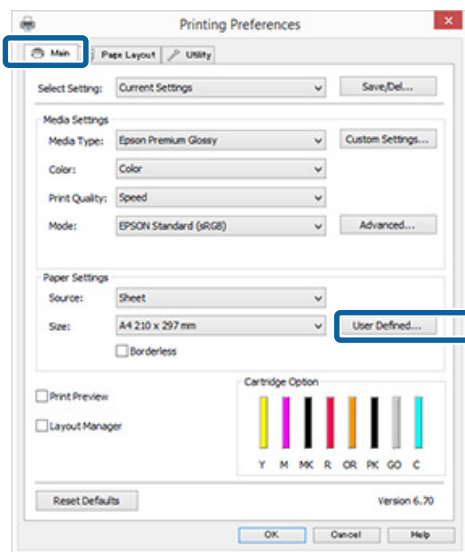 Printing Preferences
Main Page Layout Utility
Select Setting: Current Settings Save/Del...
Media Settings
Media Type: Epson Premium Glossy Custom Settings...
Color: Color
Print Quality: Speed
Mode: EPSON Standard (sRGB) Advanced...
Paper Settings
Source: Sheet
Size: A4 210 x 297 mm User Defined...
Borderless
Print Preview
Layout Manager
Cartridge Option
Y M MK R OR PK GO C
Reset Defaults Version 6.70
OK Cancel Help